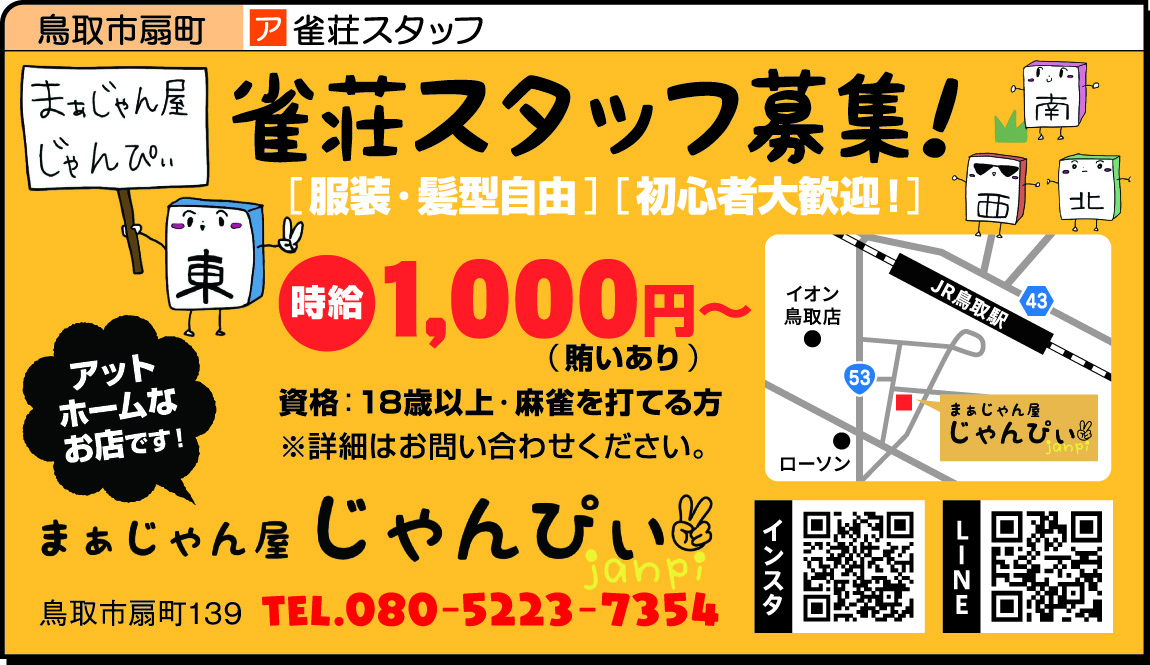 鳥取市扇町
ア 雀荘スタッフ
まぁじゃん屋
じゃんぴぃ
東
雀荘スタッフ募集!
[服装・髪型自由][初心者大歓迎!]
南
西
北
時給 1,000円〜
(賄いあり)
資格:18歳以上・麻雀を打てる方
※詳細はお問い合わせください。
アット
ホームな
お店です!
イオン
鳥取店
JR鳥取駅
43
53
ローソン
まぁじゃん屋
じゃんぴぃ
janpi
まぁじゃん屋 じゃんぴぃ
janpi
鳥取市扇町139 TEL.080-5223-7354
インスタ
LINE